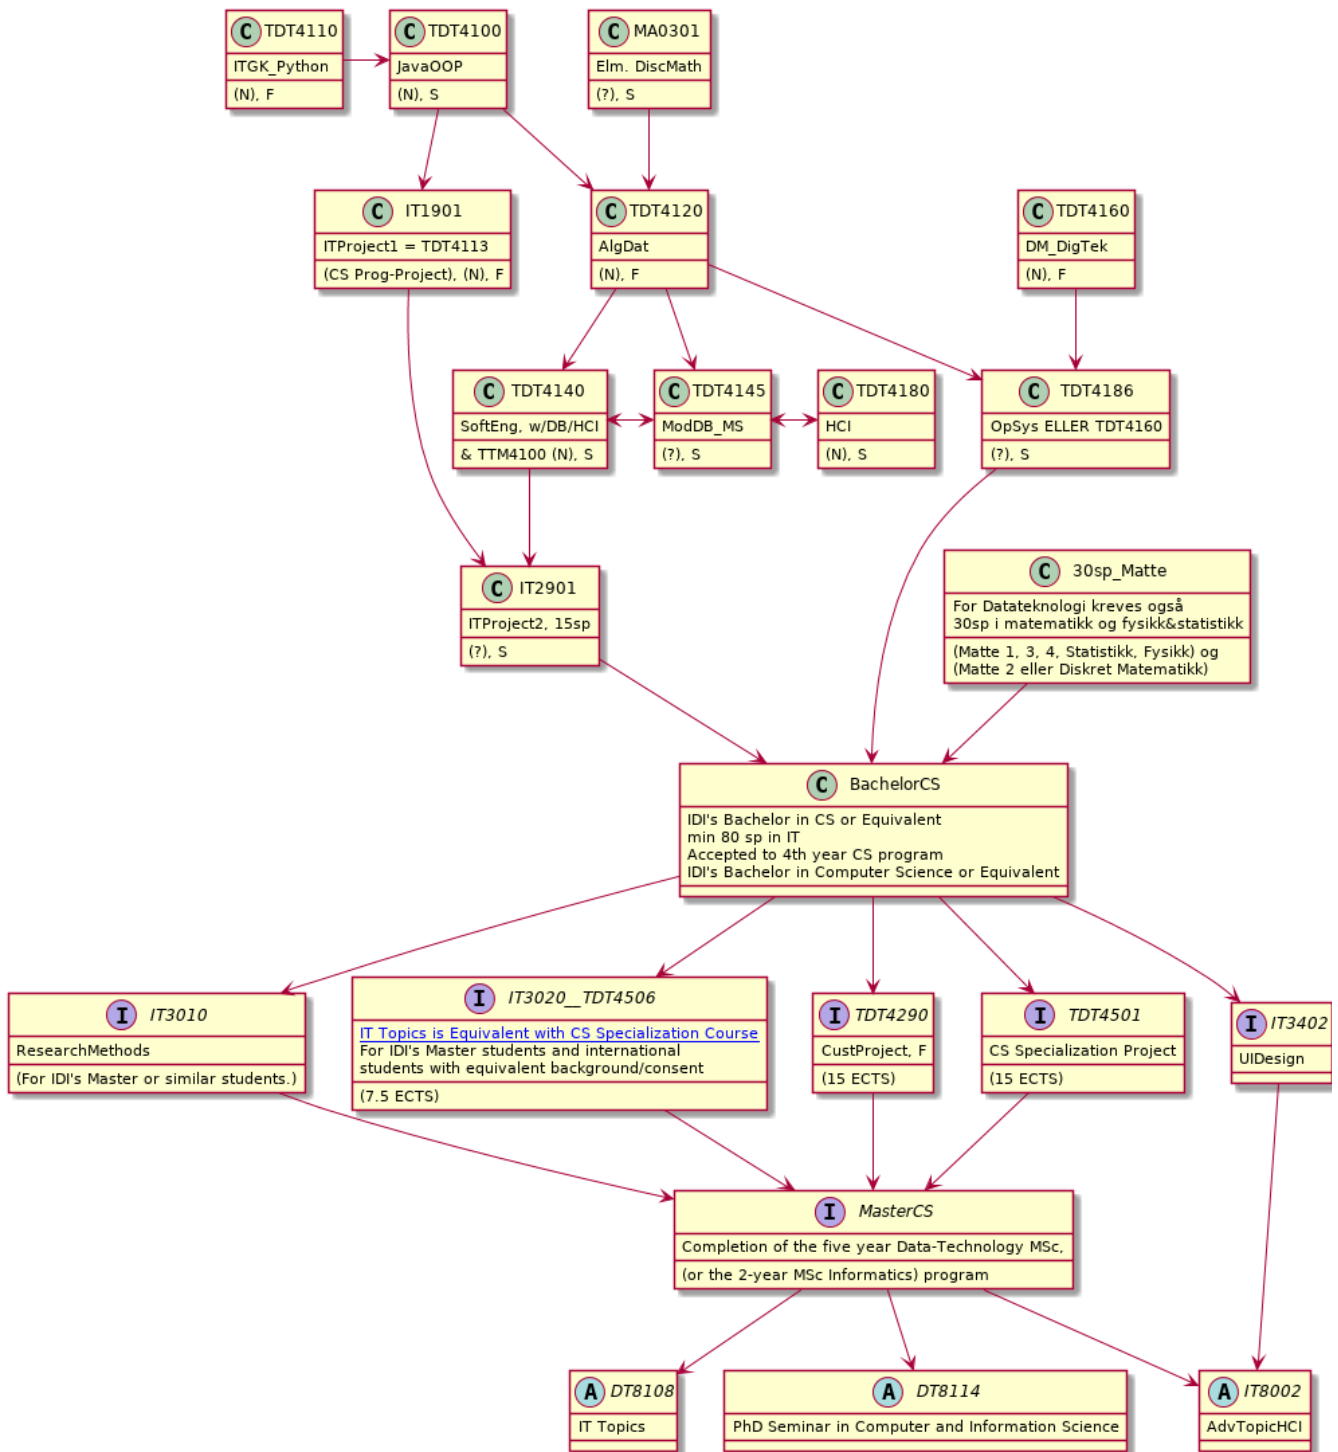 C TDT4110
ITGK_Python
(N), F
C TDT4100
JavaOOP
(N), S
C MA0301
Elm. DiscMath
(?), S
C IT1901
ITProject1 = TDT4113
(CS Prog-Project), (N), F
C TDT4120
AlgDat
(N), F
C TDT4160
DM_DigTek
(N), F
C TDT4140
SoftEng, w/DB/HCI
& TTM4100 (N), S
C TDT4145
ModDB_MS
(?), S
C TDT4180
HCI
(N), S
C TDT4186
OpSys ELLER TDT4160
(?), S
C IT2901
ITProject2, 15sp
(?), S
C 30sp_Matte
For Datateknologi kreves også
30sp i matematikk og fysikk&statistikk
(Matte 1, 3, 4, Statistikk, Fysikk) og
(Matte 2 eller Diskret Matematikk)
C BachelorCS
IDI's Bachelor in CS or Equivalent
min 80 sp in IT
Accepted to 4th year CS program
IDI's Bachelor in Computer Science or Equivalent
I IT3010
ResearchMethods
(For IDI's Master or similar students.)
I IT3020__TDT4506
IT Topics is Equivalent with CS Specialization Course
For IDI's Master students and international
students with equivalent background/consent
(7.5 ECTS)
I TDT4290
CustProject, F
(15 ECTS)
I TDT4501
CS Specialization Project
(15 ECTS)
I IT3402
UIDesign
I MasterCS
Completion of the five year Data-Technology MSc,
(or the 2-year MSc Informatics) program
A DT8108
IT Topics
A DT8114
PhD Seminar in Computer and Information Science
A IT8002
AdvTopicHCI